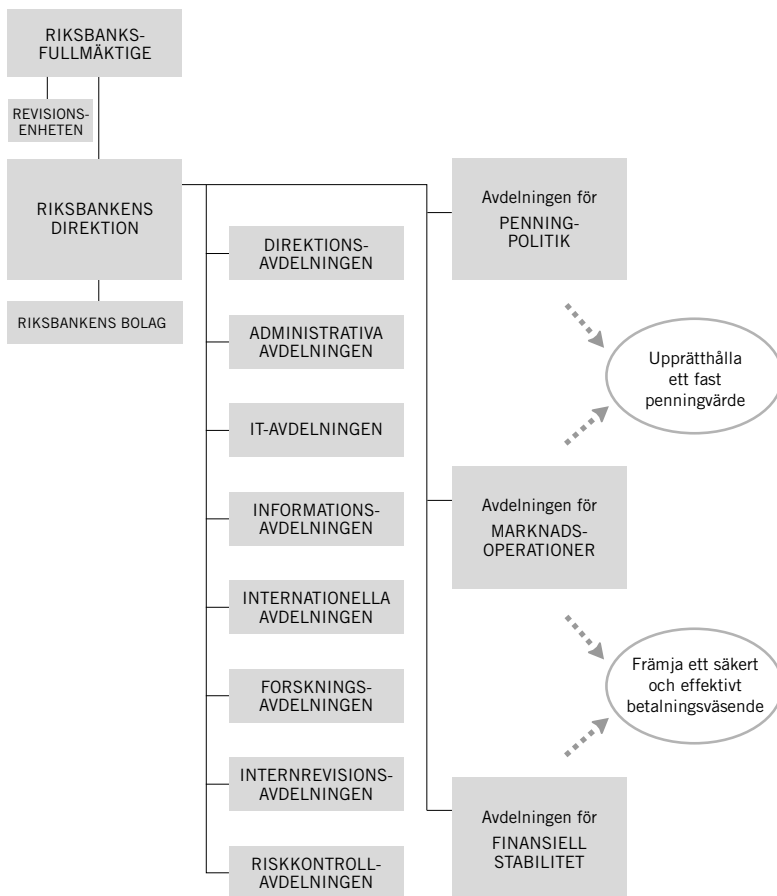 RIKSBANKS-
FULLMÄKTIGE
REVISIONS-
ENHETEN
RIKSBANKENS
DIREKTION
RIKSBANKENS BOLAG
DIREKTIONS-
AVDELNINGEN
ADMINISTRATIVA
AVDELNINGEN
IT-AVDELNINGEN
INFORMATIONS-
AVDELNINGEN
INTERNATIONELLA
AVDELNINGEN
FORSKNINGS-
AVDELNINGEN
INTERNREVISIONS-
AVDELNINGEN
RISKKONTROLL-
AVDELNINGEN
Avdelningen för
PENNING-
POLITIK
Upprätthålla
ett fast
penningvärde
Avdelningen för
MARKNADS-
OPERATIONER
Främja ett säkert
och effektivt
betalningsväsende
Avdelningen för
FINANSIELL
STABILITET